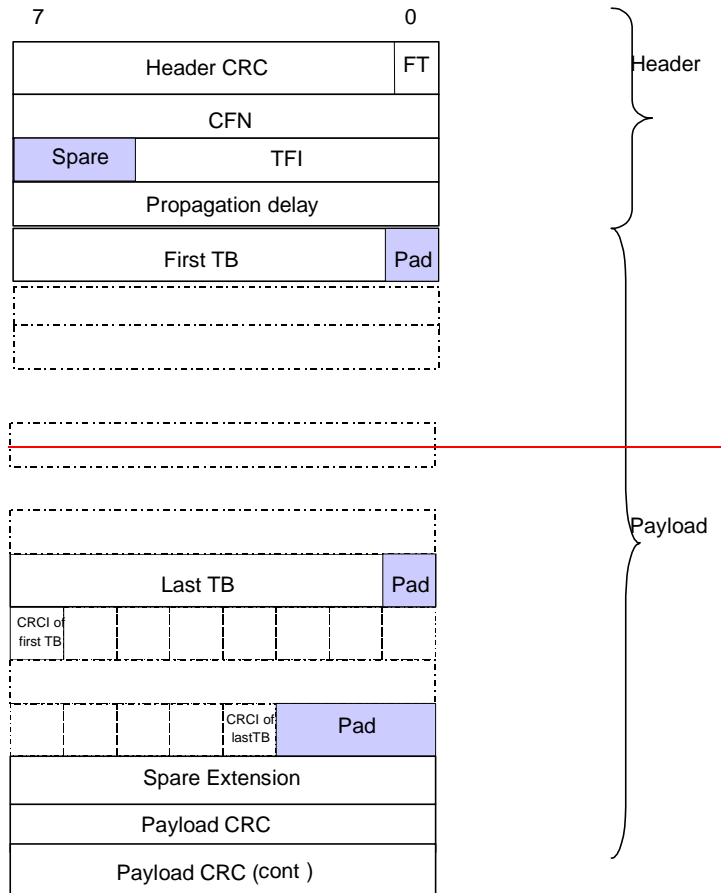 7 0
Header CRC FT
Header
CFN
Spare TFI
Propagation delay
First TB Pad
Payload
Last TB Pad
CRCI of
first TB
CRCI of
lastTB
Pad
Spare Extension
Payload CRC
Payload CRC (cont )